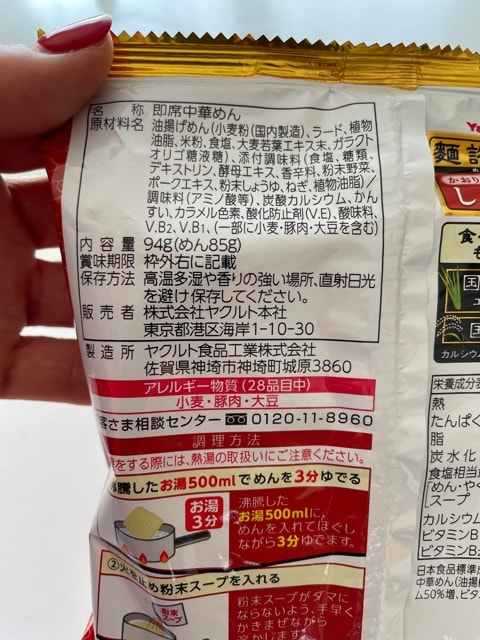 名　称 即席中華めん
原材料名 油揚げめん(小麦粉(国内製造)、ラード、植物
油脂、米粉、食塩、大麦若葉エキス末、ガラクト
オリゴ糖液糖)、添付調味料(食塩、糖類、
デキストリン、酵母エキス、香辛料、粉末野菜、
ポークエキス、粉末しょうゆ、ねぎ、植物油脂)/
調味料(アミノ酸等)、炭酸カルシウム、かん
すい、カラメル色素、酸化防止剤(V.E)、酸味料、
V.B₂、V.B₁、(一部に小麦・豚肉・大豆を含む)
内容量 94g(めん85g)
賞味期限 枠外右に記載
保存方法 高温多湿や香りの強い場所、直射日光
を避け保存してください。
販売者 株式会社ヤクルト本社
東京都港区海岸1-10-30
製造所 ヤクルト食品工業株式会社
佐賀県神埼市神埼町城原3860
アレルギー物質(28品目中)
小麦・豚肉・大豆
客さま相談センター 0120-11-8960
調理方法
をする際には、熱湯の取扱いにご注意ください。
騰したお湯500mlでめんを3分ゆでる
お湯
3分
沸騰した
お湯500mlに、
めんを入れてほぐし
ながら3分ゆでます。
②火を止め粉末スープを入れる
粉末
スープ
粉末スープがダマに
ならないよう、手早く
かきまぜながら
溶かします。
Ya
麺許
かおり
し
食べ
も
国
国
カルシウム
栄養成分表
熱
たんぱく
脂
炭水化
食塩相当
めん・や
スープ
カルシウム
ビタミンB
ビタミンB₂
日本食品標準成
中華めん(油揚げ
ム50%増、ビタミ